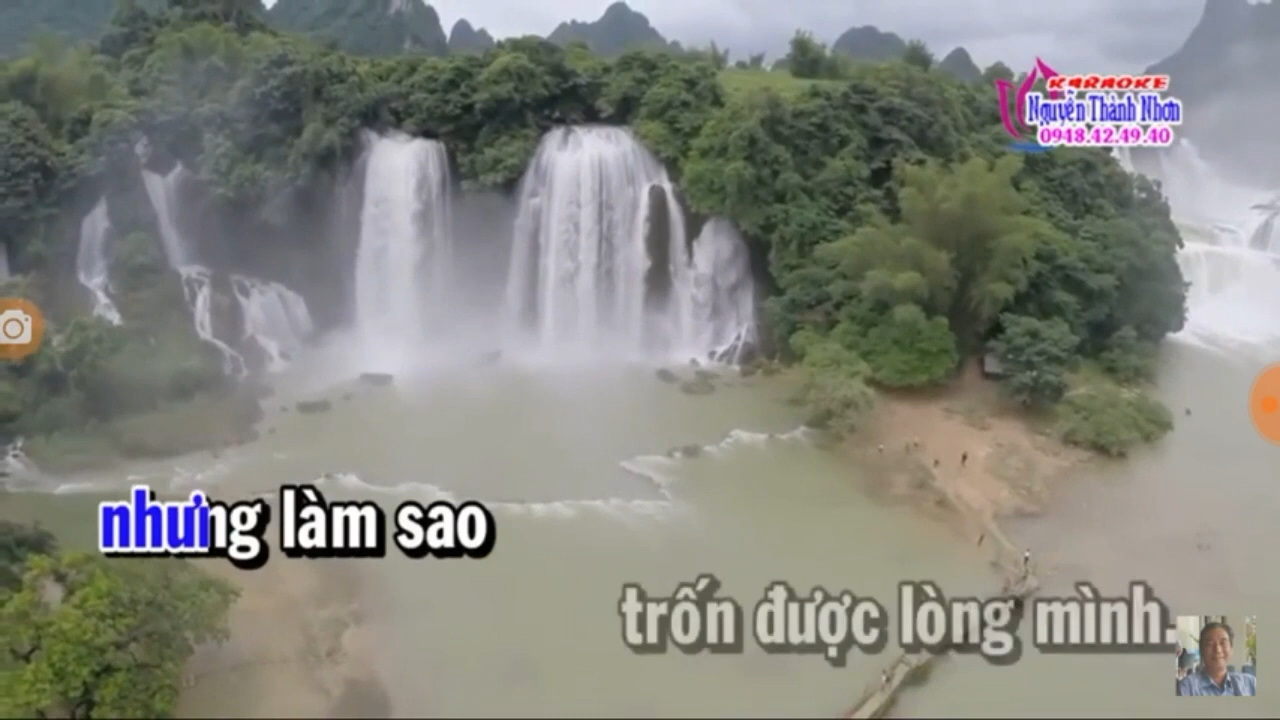 KARAOKE
Nguyễn Thành Nhơn
0948.42.49.40
nhưng làm sao
trốn được lòng mình.